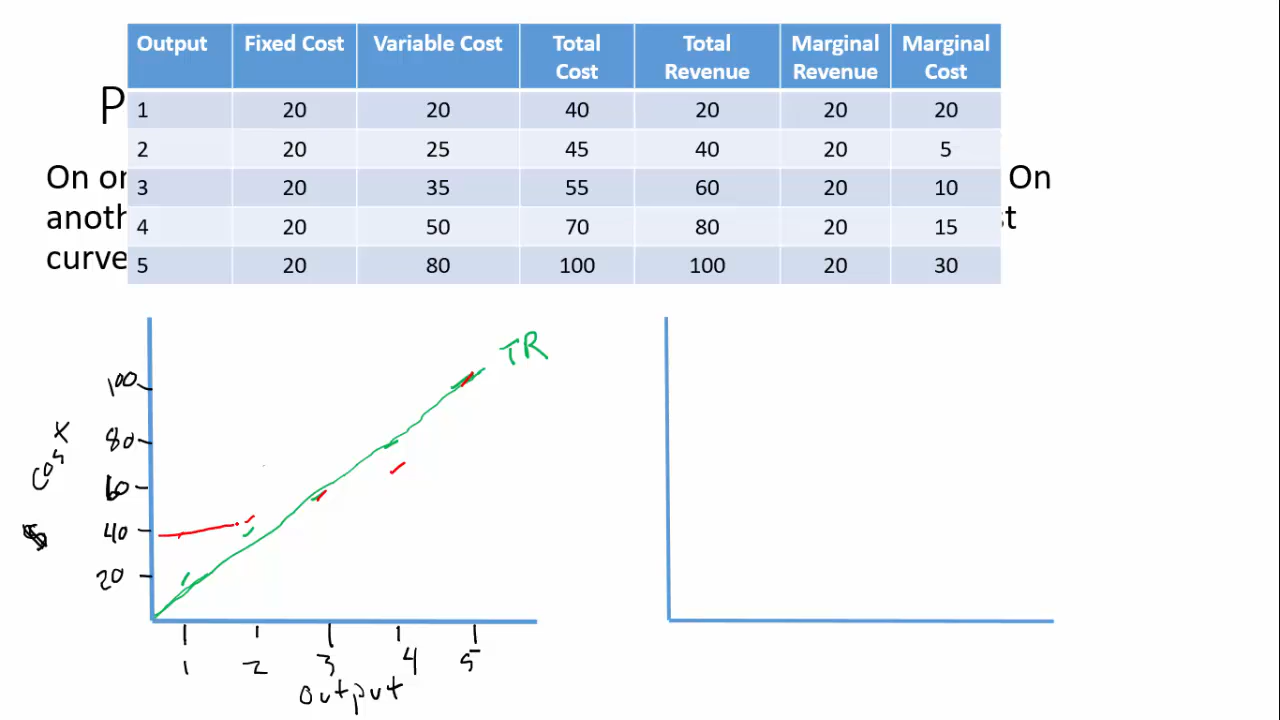 Output Fixed Cost Variable Cost Total Cost Total Revenue Marginal Revenue Marginal Cost
1 20 20 40 20 20 20
2 20 25 45 40 20 5
3 20 35 55 60 20 10
4 20 50 70 80 20 15
5 20 80 100 100 20 30
P
On
On
curve
TR
100
80
60
40
20
Cost
$
1 2 3 4 5
output